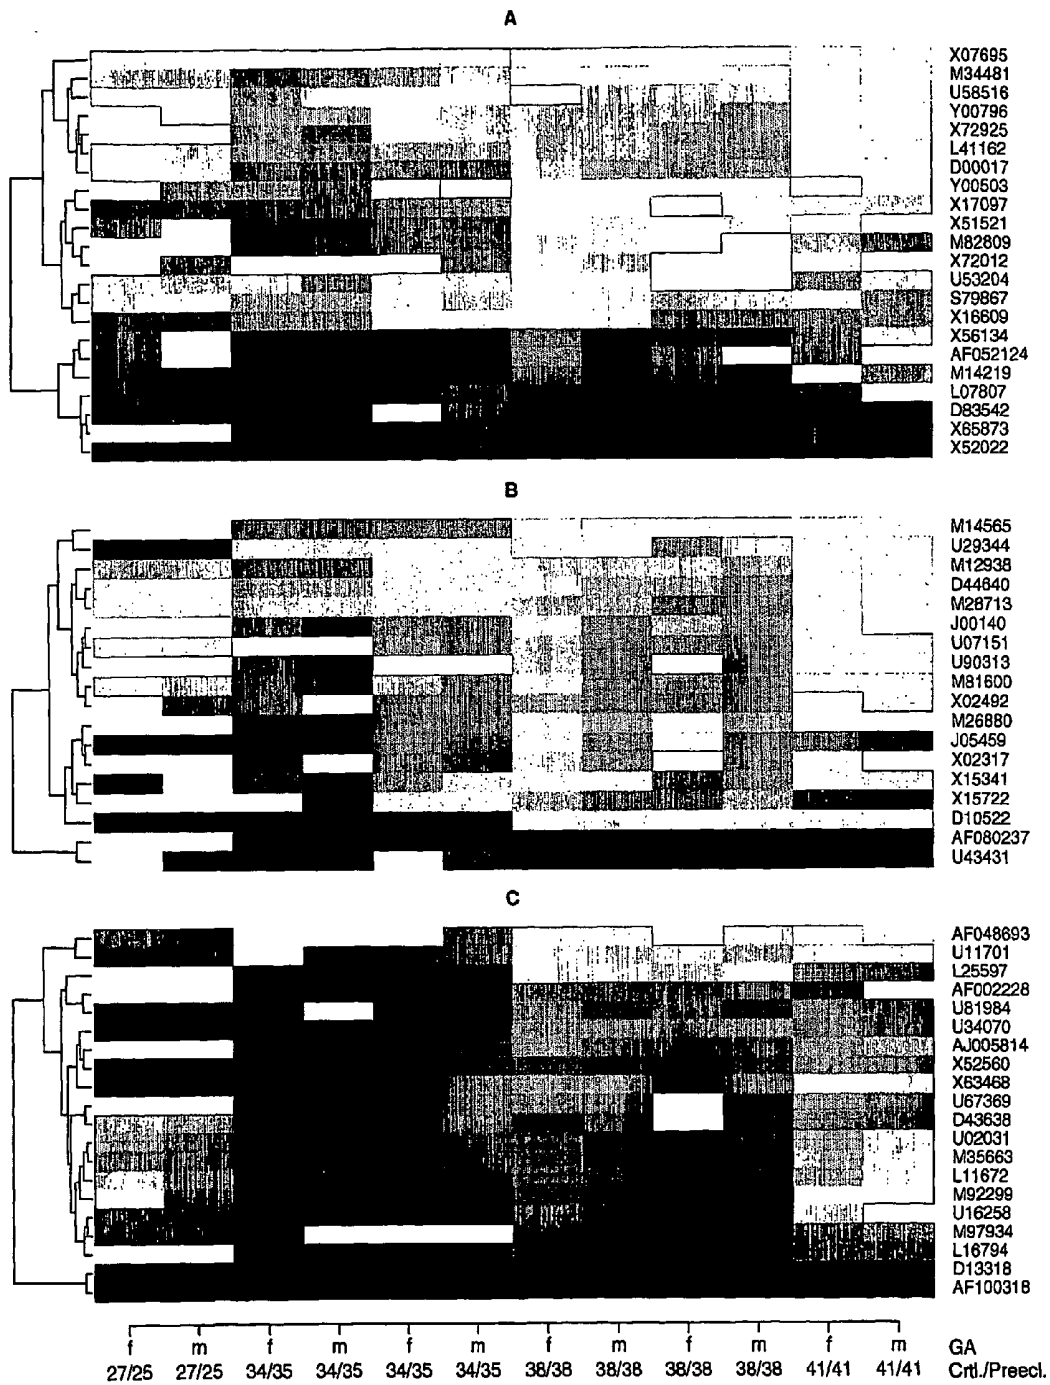 A
X07695
M34481
U58516
Y00796
X72925
L41162
D00017
Y00503
X17097
X51521
M82809
X72012
U53204
S79867
X16609
X56134
AF052124
M14219
L07807
D83542
X65873
X52022
B
M14565
U29344
M12938
D44640
M28713
J00140
U07151
U90313
M81600
X02492
M26880
J05459
X02317
X15341
X15722
D10522
AF080237
U43431
C
AF048693
U11701
L25597
AF002228
U81984
U34070
AJ005814
X52560
X63468
U67369
D43638
U02031
M35663
L11672
M92299
U16258
M97934
L16794
D13318
AF100318
f m f m f m f m f m f m GA
27/25 27/25 34/35 34/35 34/35 34/35 38/38 38/38 38/38 38/38 41/41 41/41 Crtl./Preecl.